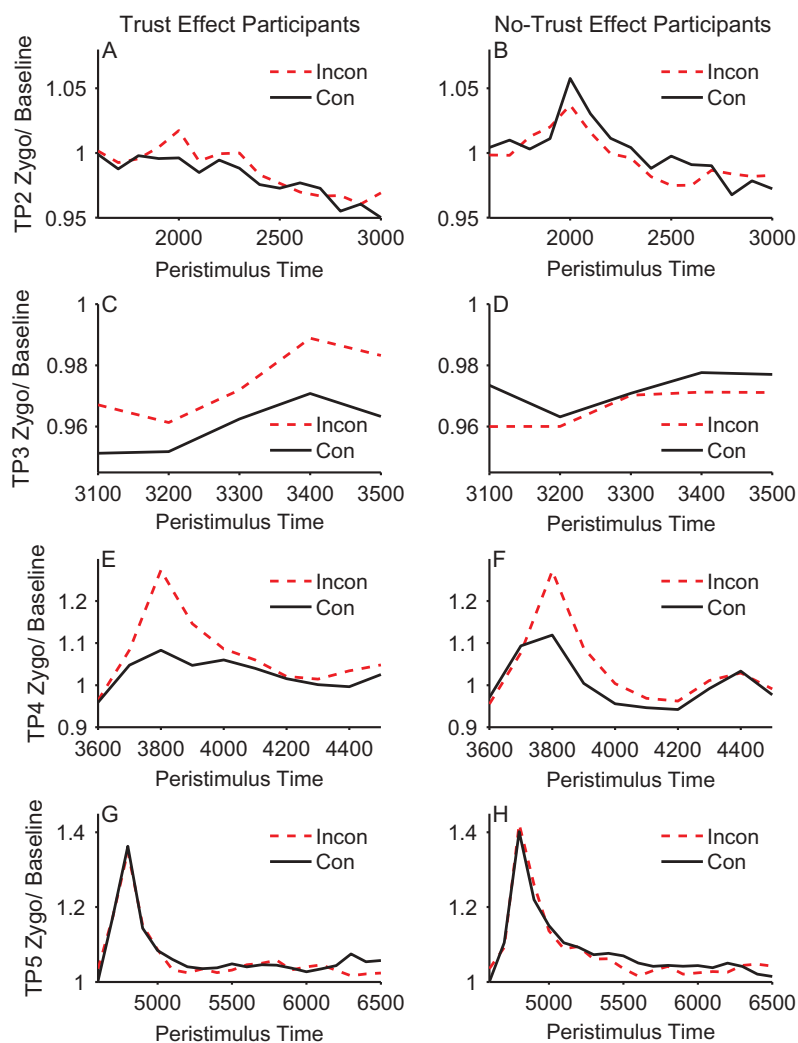 Trust Effect Participants
No-Trust Effect Participants
A
Incon
Con
1.05
1
0.95
TP2 Zygo/ Baseline
2000
2500
3000
Peristimulus Time
B
Incon
Con
1.05
1
0.95
2000
2500
3000
Peristimulus Time
C
Incon
Con
1
0.98
0.96
TP3 Zygo/ Baseline
3100
3200
3300
3400
3500
Peristimulus Time
D
Incon
Con
1
0.98
0.96
3100
3200
3300
3400
3500
Peristimulus Time
E
Incon
Con
1.2
1.1
1
0.9
TP4 Zygo/ Baseline
3600
3800
4000
4200
4400
Peristimulus Time
F
Incon
Con
1.2
1.1
1
0.9
3600
3800
4000
4200
4400
Peristimulus Time
G
Incon
Con
1.4
1.2
1
TP5 Zygo/ Baseline
5000
5500
6000
6500
Peristimulus Time
H
Incon
Con
1.4
1.2
1
5000
5500
6000
6500
Peristimulus Time